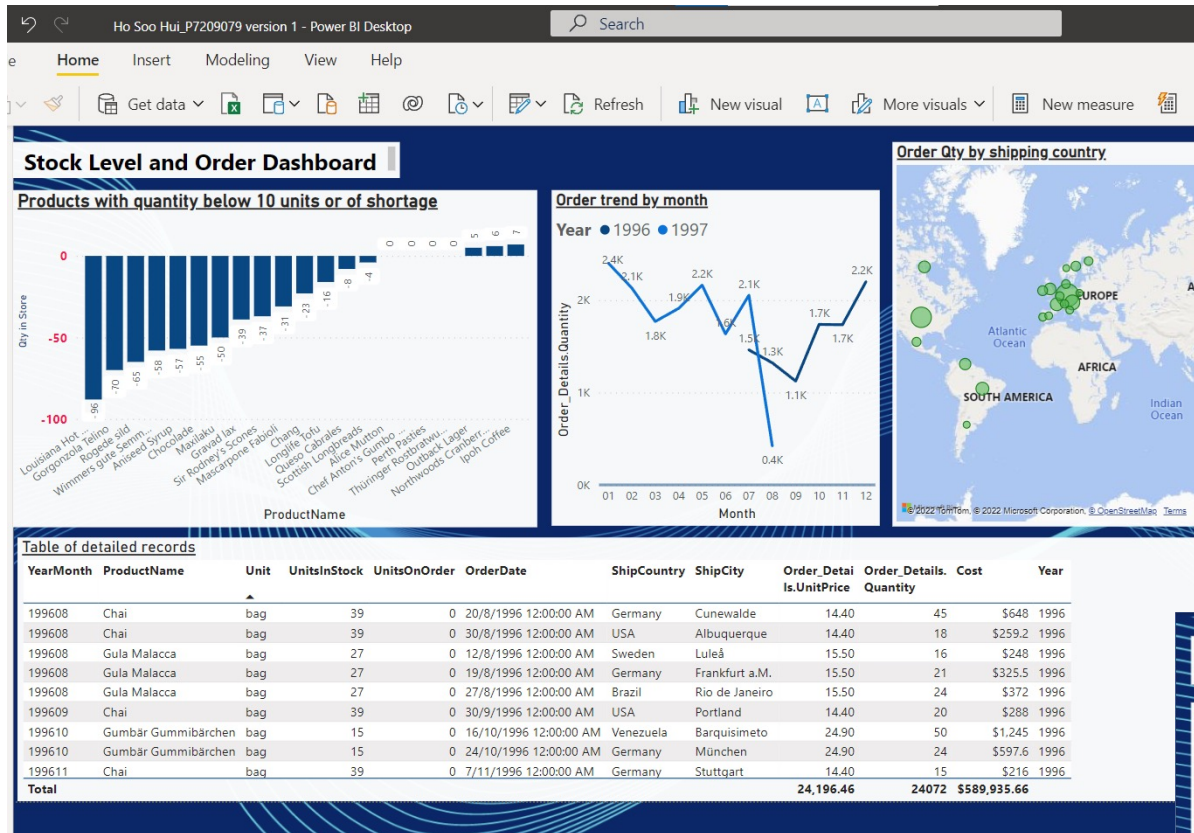 Ho Soo Hui_P7209079 version 1 - Power BI Desktop
Search
e Home Insert Modeling View Help
Get data Refresh New visual More visuals New measure
Stock Level and Order Dashboard
Products with quantity below 10 units or of shortage
Qty in Store
0
-50
-100
-96 -70 -65 -58 -57 -55 -50 -39 -37 -31 -23 -16 -8 -4 0 0 0 0 5 6 7
Louisiana Hot ...
Gorgonzola Telino
Rogede sild
Wimmers gute Semm...
Aniseed Syrup
Chocolade
Maxilaku
Gravad lax
Sir Rodney's Scones
Mascarpone Fabioli
Chang
Longlife Tofu
Queso Cabrales
Scottish Longbreads
Alice Mutton
Chef Anton's Gumbo ...
Perth Pasties
Thüringer Rostbratwu...
Outback Lager
Northwoods Cranberr...
Ipoh Coffee
ProductName
Order trend by month
Year 1996 1997
Order_Details.Quantity
2K
1K
0K
2.4K 2.1K 1.8K 1.9K 2.2K 1.6K 2.1K 0.4K
1.5K 1.3K 1.1K 1.7K 1.7K 2.2K
01 02 03 04 05 06 07 08 09 10 11 12
Month
Order Qty by shipping country
EUROPE
A
Atlantic
Ocean
AFRICA
SOUTH AMERICA
Indian
Ocean
© 2022 TomTom, © 2022 Microsoft Corporation, © OpenStreetMap Terms
Table of detailed records
YearMonth ProductName Unit UnitsInStock UnitsOnOrder OrderDate ShipCountry ShipCity Order_Detai Order_Details. Cost Year
ls.UnitPrice Quantity
199608 Chai bag 39 0 20/8/1996 12:00:00 AM Germany Cunewalde 14.40 45 $648 1996
199608 Chai bag 39 0 30/8/1996 12:00:00 AM USA Albuquerque 14.40 18 $259.2 1996
199608 Gula Malacca bag 27 0 12/8/1996 12:00:00 AM Sweden Luleå 15.50 16 $248 1996
199608 Gula Malacca bag 27 0 19/8/1996 12:00:00 AM Germany Frankfurt a.M. 15.50 21 $325.5 1996
199608 Gula Malacca bag 27 0 27/8/1996 12:00:00 AM Brazil Rio de Janeiro 15.50 24 $372 1996
199609 Chai bag 39 0 30/9/1996 12:00:00 AM USA Portland 14.40 20 $288 1996
199610 Gumbär Gummibärchen bag 15 0 16/10/1996 12:00:00 AM Venezuela Barquisimeto 24.90 50 $1,245 1996
199610 Gumbär Gummibärchen bag 15 0 24/10/1996 12:00:00 AM Germany München 24.90 24 $597.6 1996
199611 Chai bag 39 0 7/11/1996 12:00:00 AM Germany Stuttgart 14.40 15 $216 1996
Total 24,196.46 24072 $589,935.66